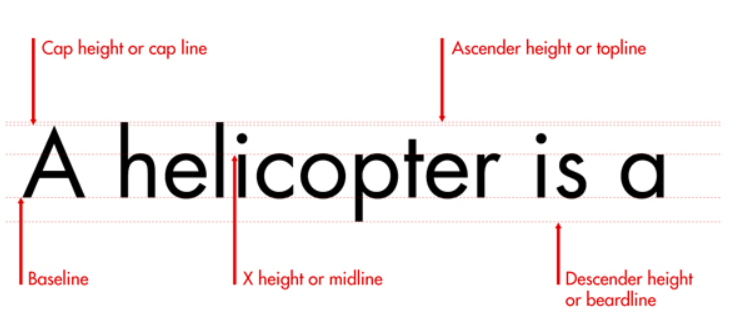 Cap height or cap line
Ascender height or topline
A helicopter is a
Baseline
X height or midline
Descender height
or beardline